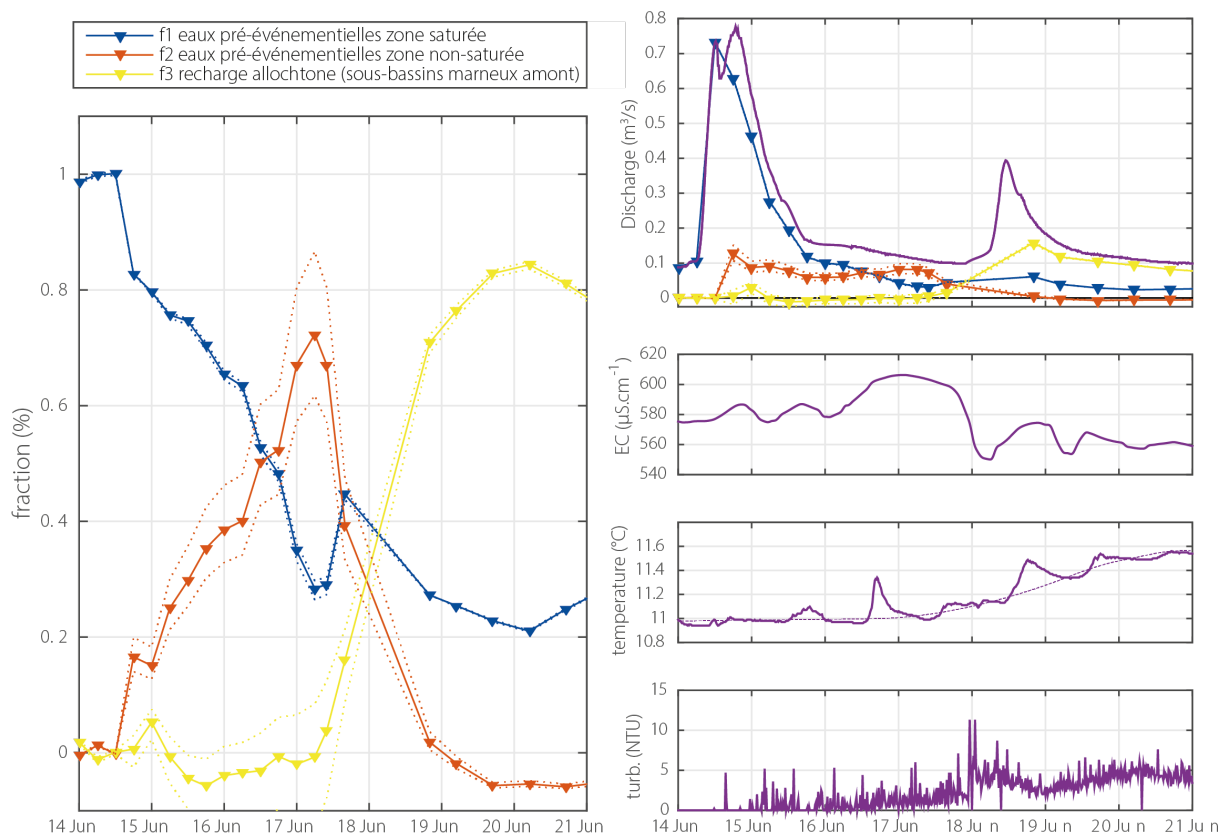 f1 eaux pré-événementielles zone saturée
f2 eaux pré-événementielles zone non-saturée
f3 recharge allochtone (sous-bassins marneux amont)
fraction (%)
1
0.8
0.6
0.4
0.2
0
14 Jun 15 Jun 16 Jun 17 Jun 18 Jun 19 Jun 20 Jun 21 Jun
Discharge (m³/s)
0.8
0.7
0.6
0.5
0.4
0.3
0.2
0.1
0
EC (µS.cm⁻¹)
620
600
580
560
540
temperature (°C)
11.6
11.4
11.2
11
10.8
turb. (NTU)
15
10
5
0
14 Jun 15 Jun 16 Jun 17 Jun 18 Ju n 19 Jun 20 Jun 21 Ju n